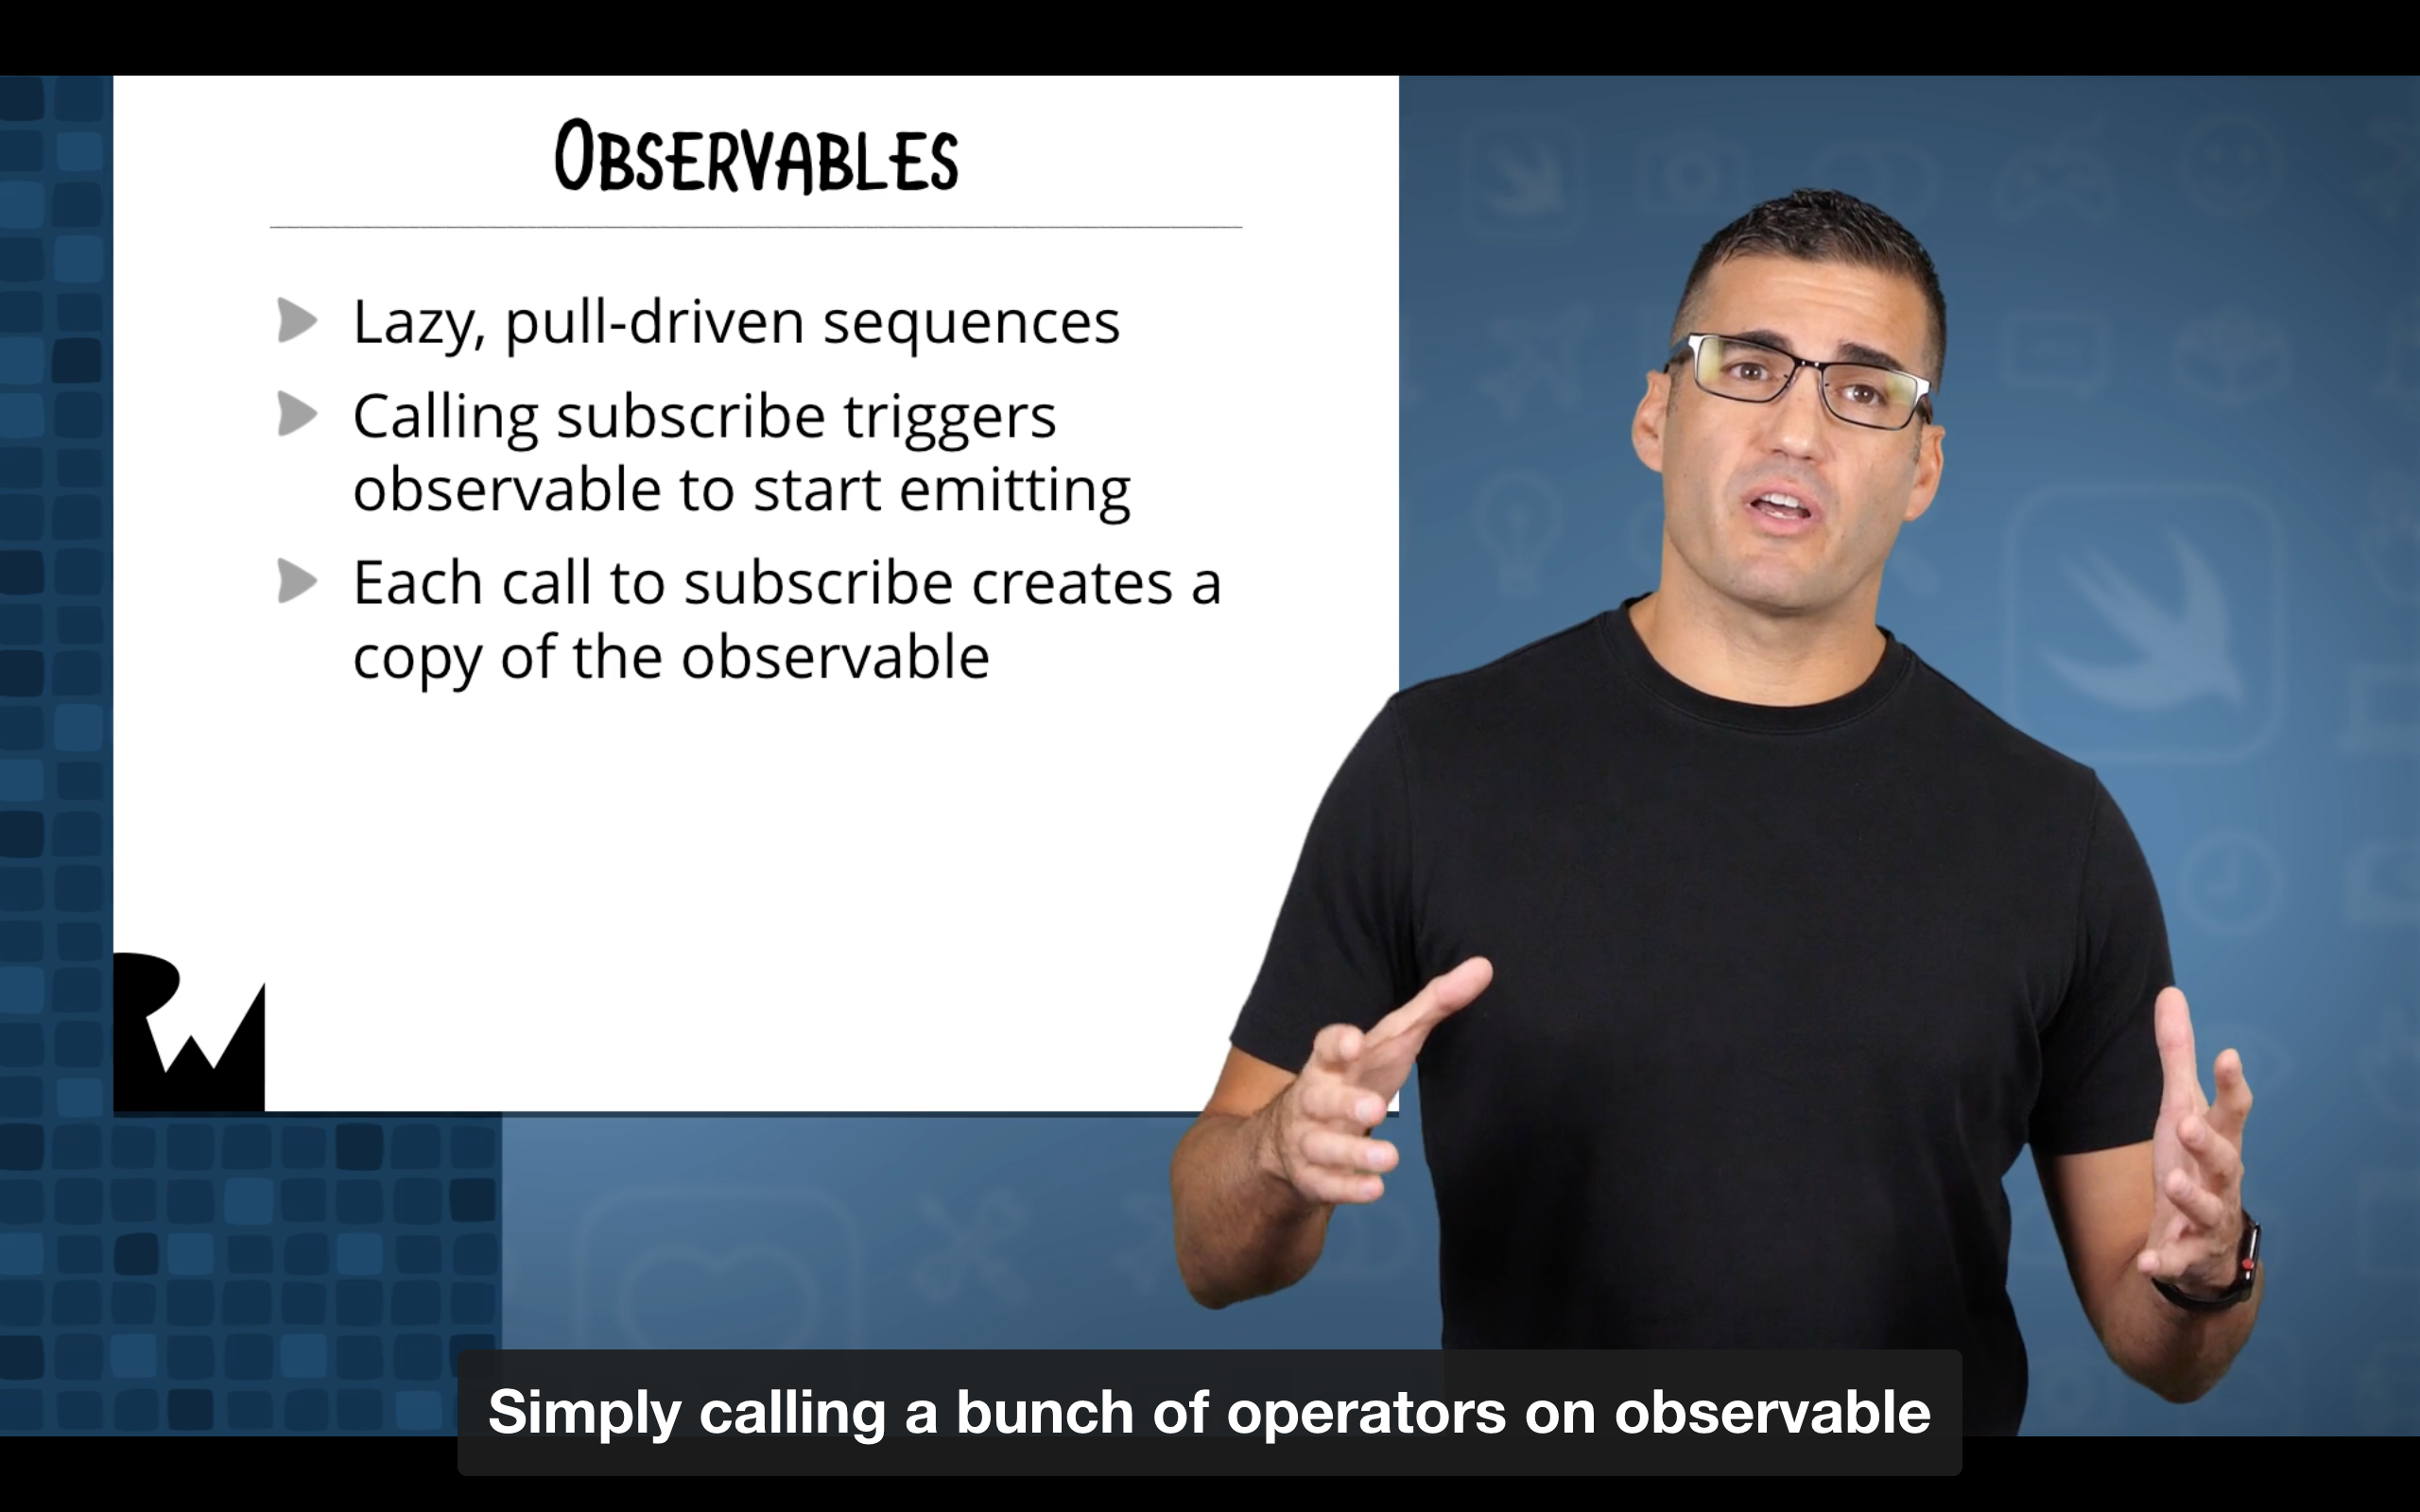 OBSERVABLES
Lazy, pull-driven sequences
Calling subscribe triggers
observable to start emitting
Each call to subscribe creates a
copy of the observable
RW
Simply calling a bunch of operators on observable